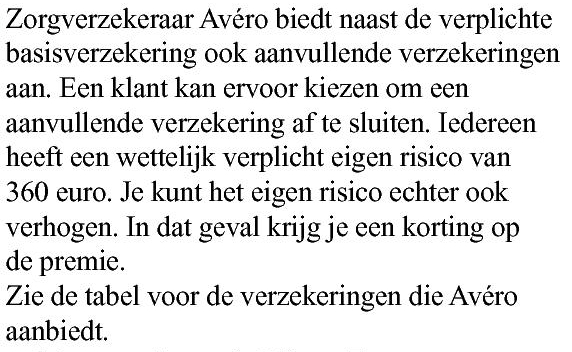 Zorgverzekeraar Avéro biedt naast de verplichte
basisverzekering ook aanvullende verzekeringen
aan. Een klant kan ervoor kiezen om een
aanvullende verzekering af te sluiten. Iedereen
heeft een wettelijk verplicht eigen risico van
360 euro. Je kunt het eigen risico echter ook
verhogen. In dat geval krijg je een korting op
de premie.
Zie de tabel voor de verzekeringen die Avéro
aanbiedt.